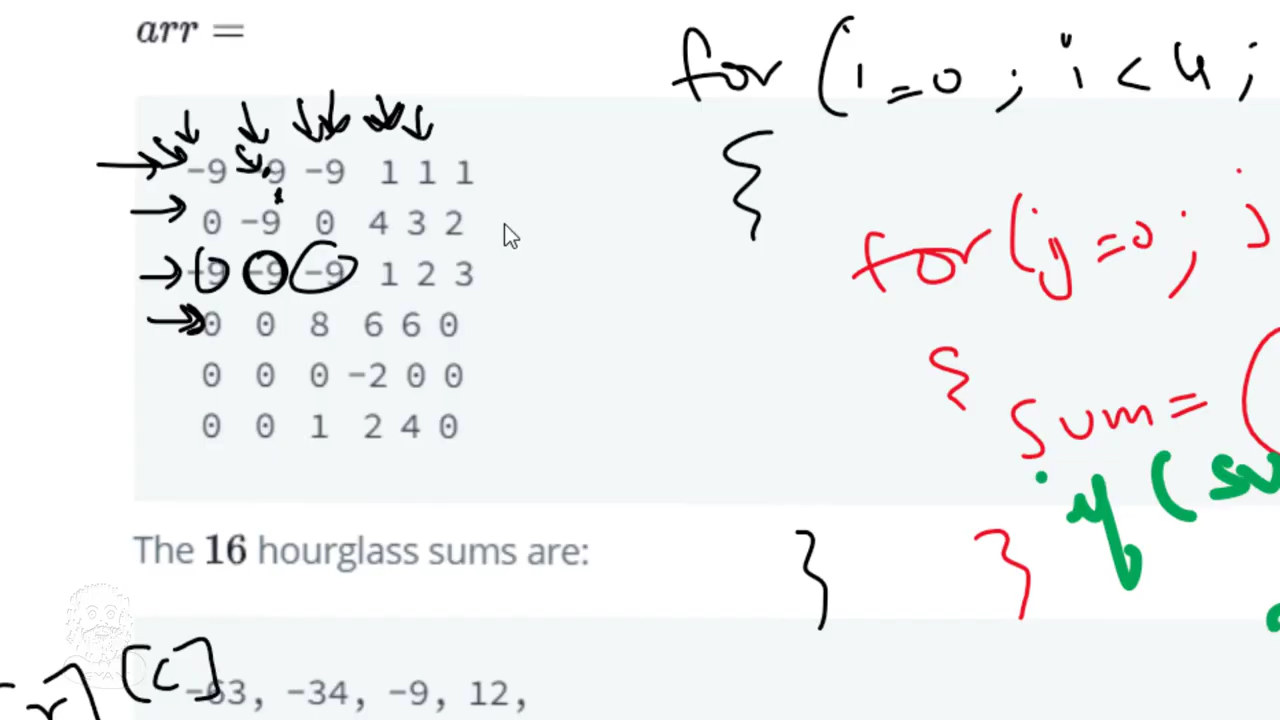 arr =
for (i=0 ; i < 4 ;
{
-9 -9 -9 1 1 1
0 -9 0 4 3 2
for(j=0;
-9 -9 -9 1 2 3
0 0 8 6 6 0
{
0 0 0 -2 0 0
sum= (
0 0 1 2 4 0
if (su
The 16 hourglass sums are:
} }
[r] [c]
-63, -34, -9, 12,